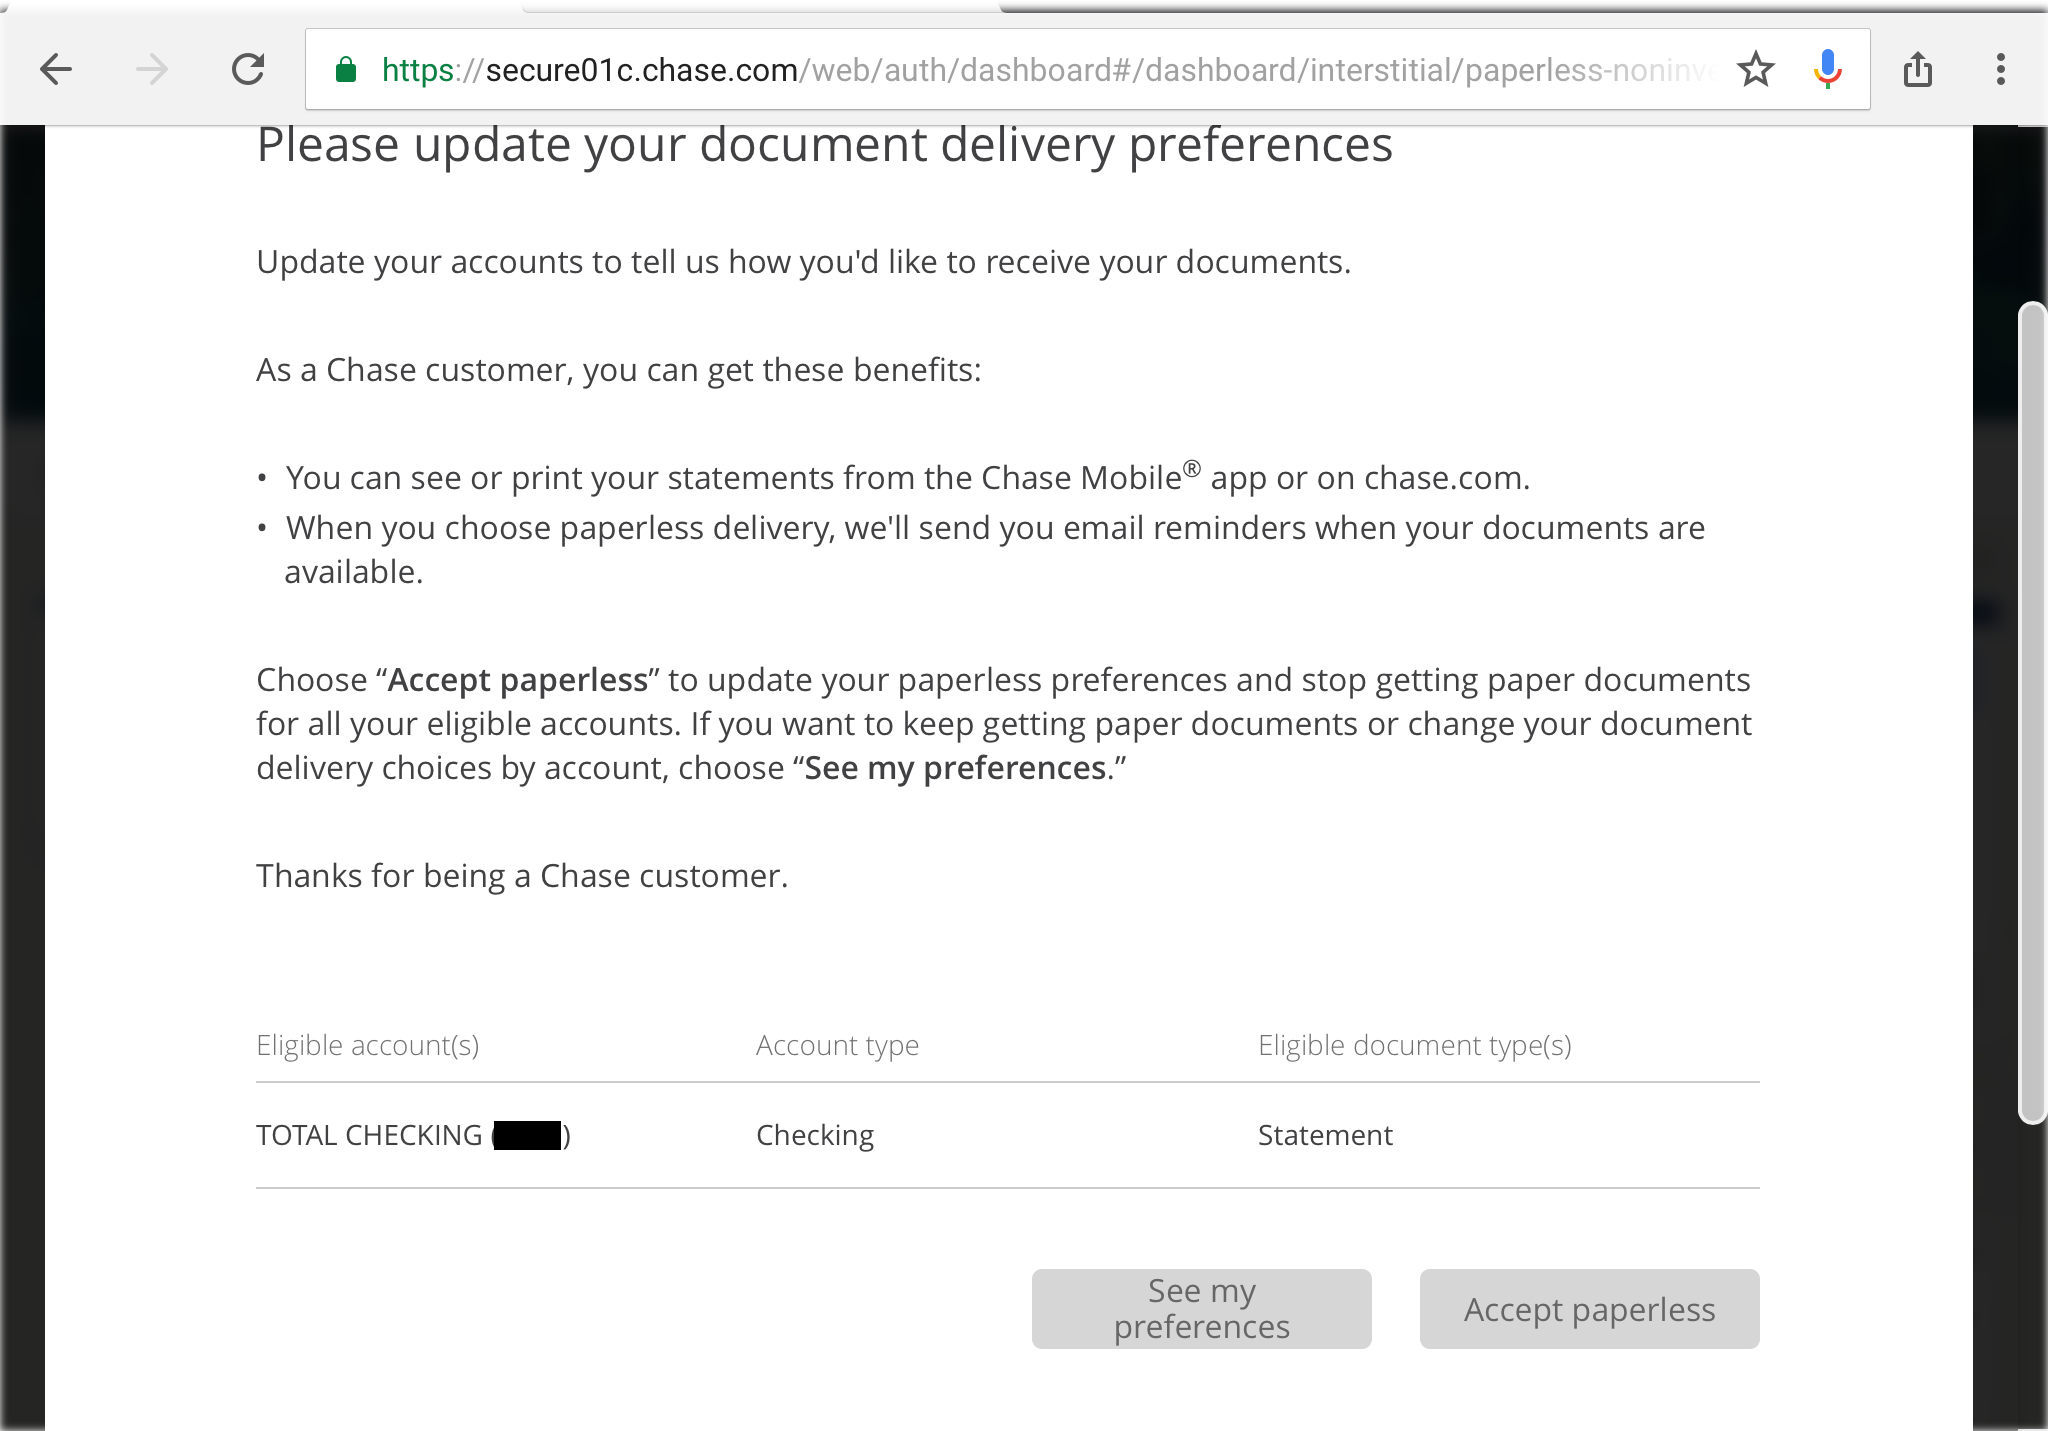 https://secure01c.chase.com/web/auth/dashboard#/dashboard/interstitial/paperless-noninve
Please update your document delivery preferences
Update your accounts to tell us how you'd like to receive your documents.
As a Chase customer, you can get these benefits:
• You can see or print your statements from the Chase Mobile® app or on chase.com.
• When you choose paperless delivery, we'll send you email reminders when your documents are
available.
Choose “Accept paperless” to update your paperless preferences and stop getting paper documents
for all your eligible accounts. If you want to keep getting paper documents or change your document
delivery choices by account, choose “See my preferences.”
Thanks for being a Chase customer.
Eligible account(s) Account type Eligible document type(s)
TOTAL CHECKING ( ) Checking Statement
See my
preferences
Accept paperless